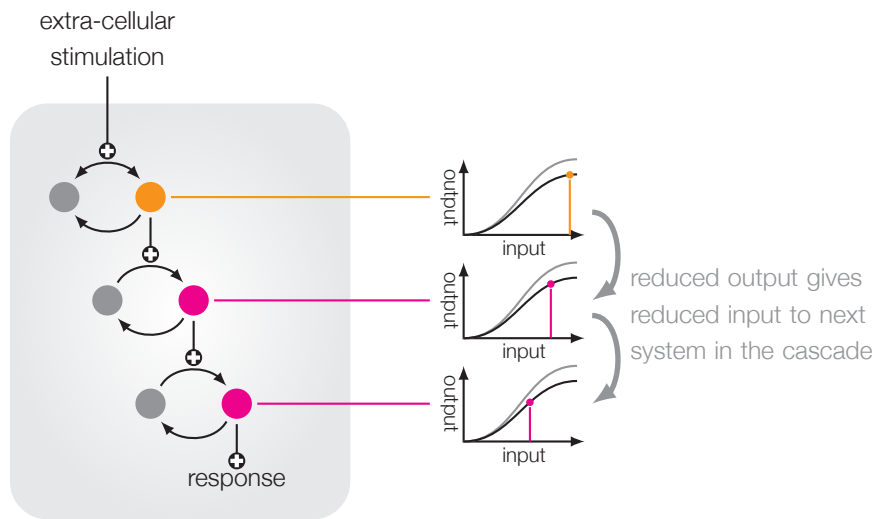 extra-cellular
stimulation
output
input
output
input
output
input
reduced output gives
reduced input to next
system in the cascade
response